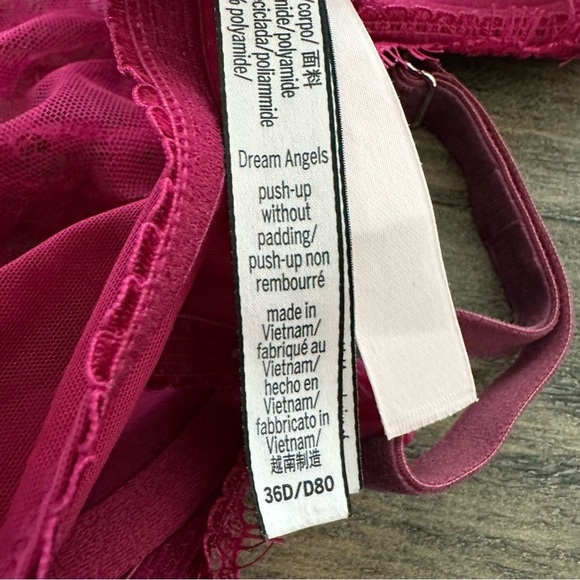 corpo/ 面料
mide/polyamide
ciclada/poliammide
polyamide/
Dream Angels
push-up
without
padding/
push-up non
rembourré
made in
Vietnam/
fabriqué au
Vietnam/
hecho en
Vietnam/
fabbricato in
Vietnam/
越南制造
36D/D80